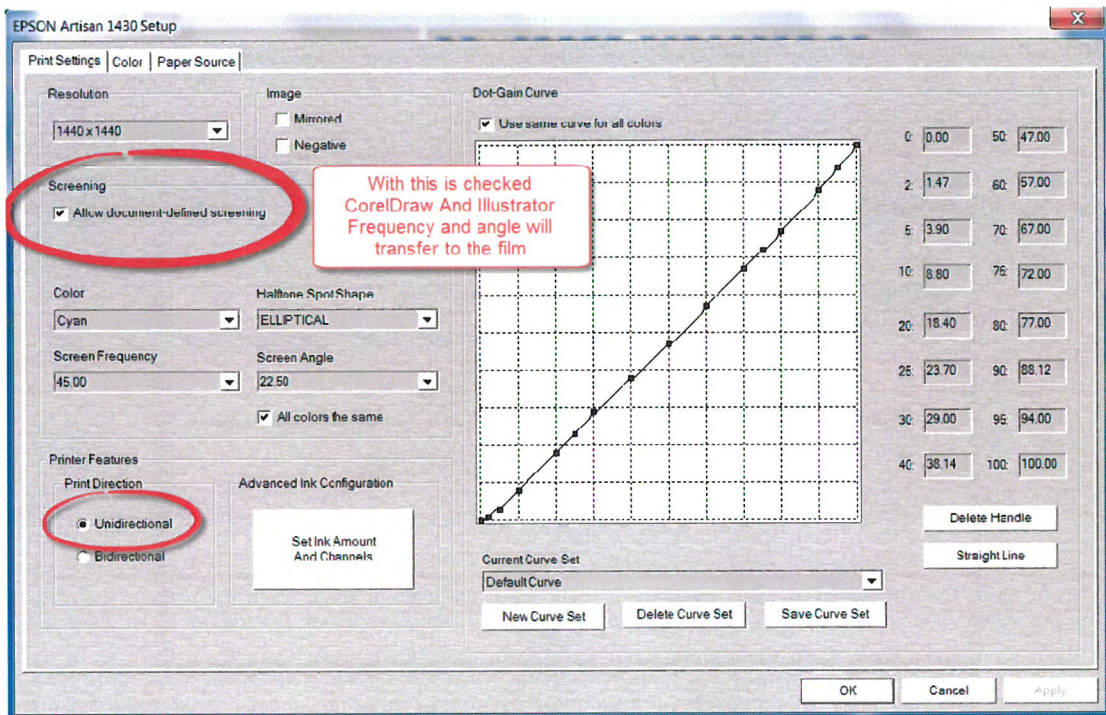 EPSON Artisan 1430 Setup
X
Print Settings
Color
Paper Source
Resolution
1440 x 1440
Image
Mirrored
Negative
Screening
Allow document-defined screening
With this is checked
CorelDraw And Illustrator
Frequency and angle will
transfer to the film
Color
Cyan
Halftone Spot Shape
ELLIPTICAL
Screen Frequency
45.00
Screen Angle
22.50
All colors the same
Printer Features
Print Direction
Unidirectional
Bidirectional
Advanced Ink Configuration
Set Ink Amount
And Channels
Dot-Gain Curve
Use same curve for all colors
0: 0.00 50: 47.00
2: 1.47 60: 57.00
5: 3.90 70: 67.00
10: 8.80 75: 72.00
20: 18.40 80: 77.00
25: 23.70 90: 88.12
30: 29.00 95: 94.00
40: 38.14 100: 100.00
Delete Handle
Straight Line
Current Curve Set
Default Curve
New Curve Set
Delete Curve Set
Save Curve Set
OK
Cancel
Apply